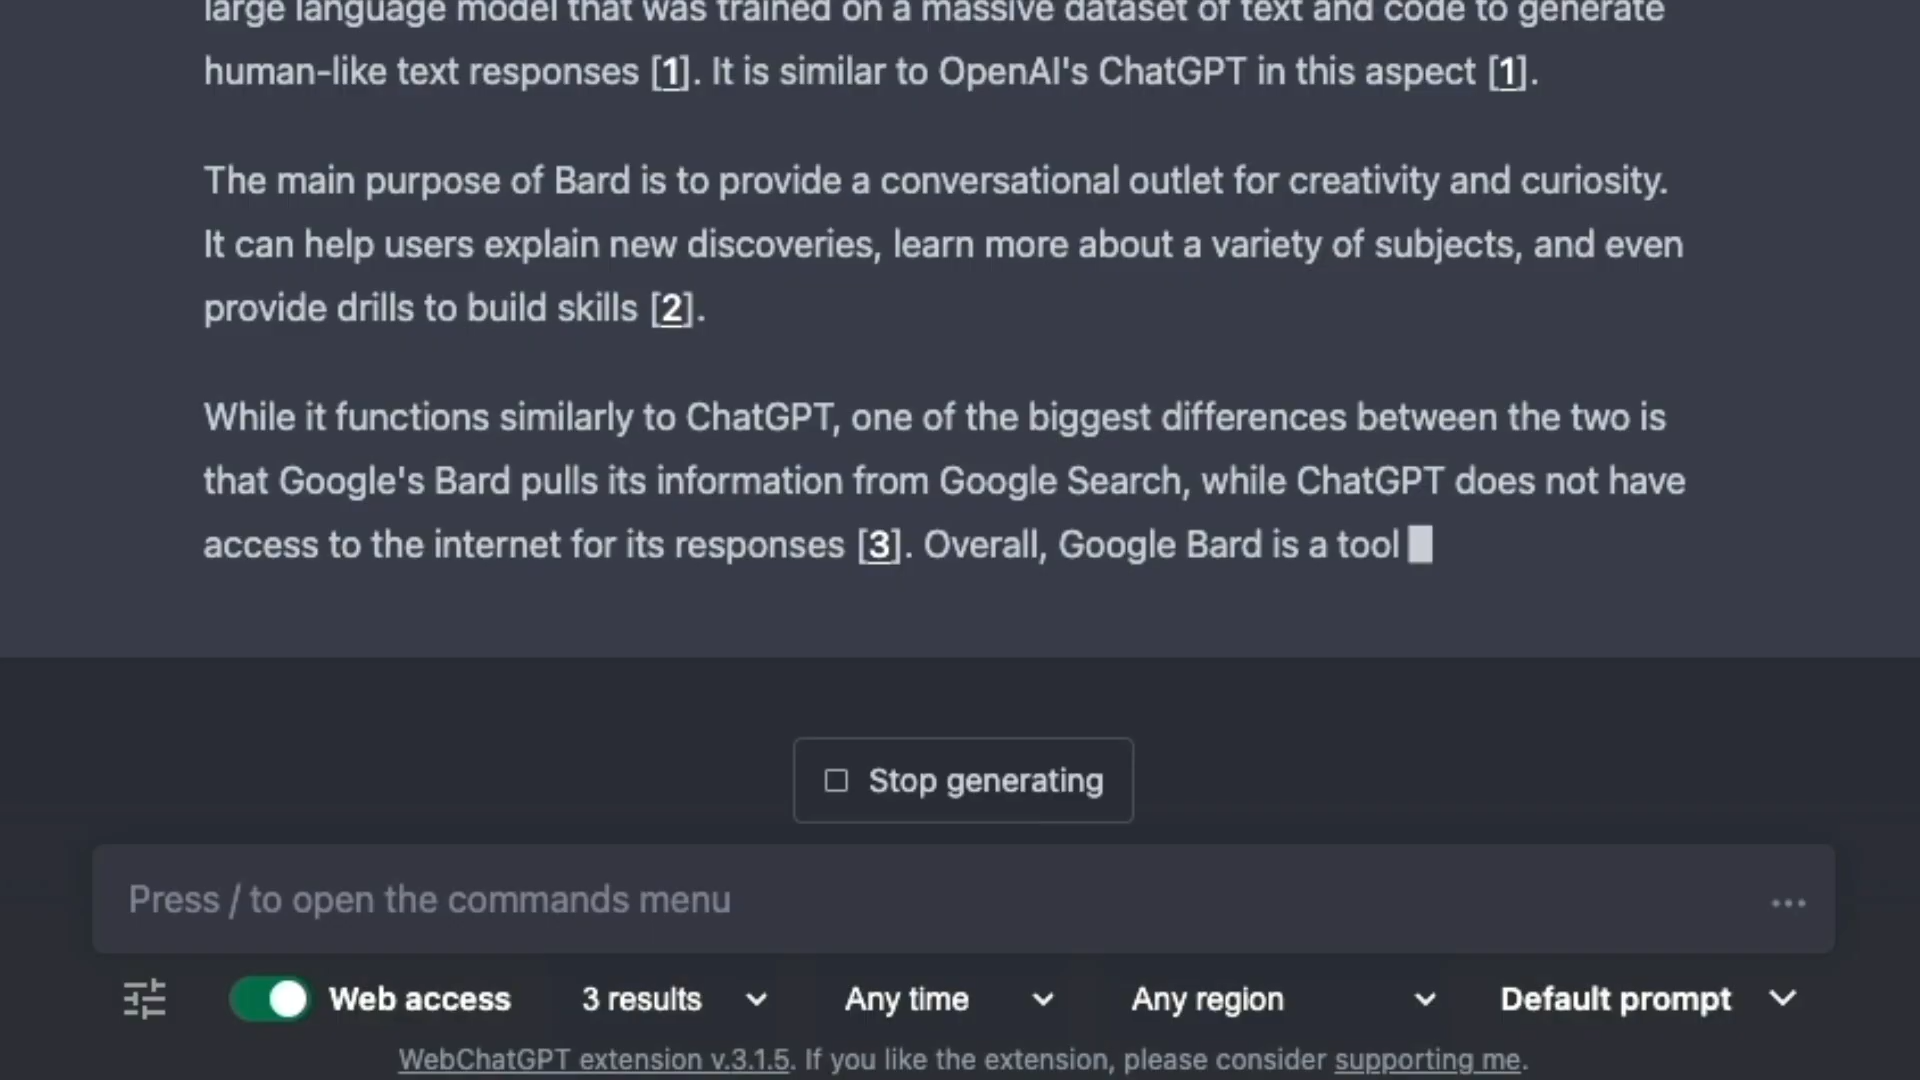 large language model that was trained on a massive dataset of text and code to generate
human-like text responses [1]. It is similar to OpenAI's ChatGPT in this aspect [1].
The main purpose of Bard is to provide a conversational outlet for creativity and curiosity.
It can help users explain new discoveries, learn more about a variety of subjects, and even
provide drills to build skills [2].
While it functions similarly to ChatGPT, one of the biggest differences between the two is
that Google's Bard pulls its information from Google Search, while ChatGPT does not have
access to the internet for its responses [3]. Overall, Google Bard is a tool
Stop generating
Press / to open the commands menu
Web access 3 results Any time Any region Default prompt
WebChatGPT extension v.3.1.5. If you like the extension, please consider supporting me.